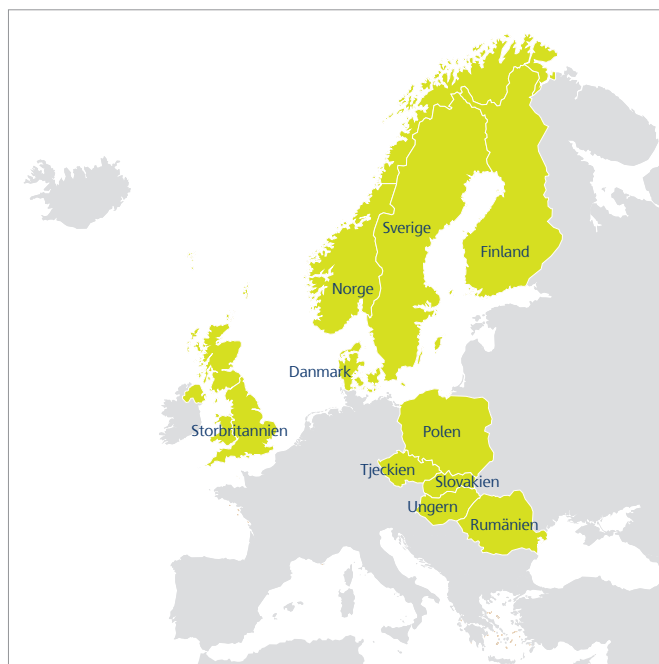 Sverige
Finland
Norge
Danmark
Storbritannien
Polen
Tjeckien
Slovakien
Ungern
Rumänien